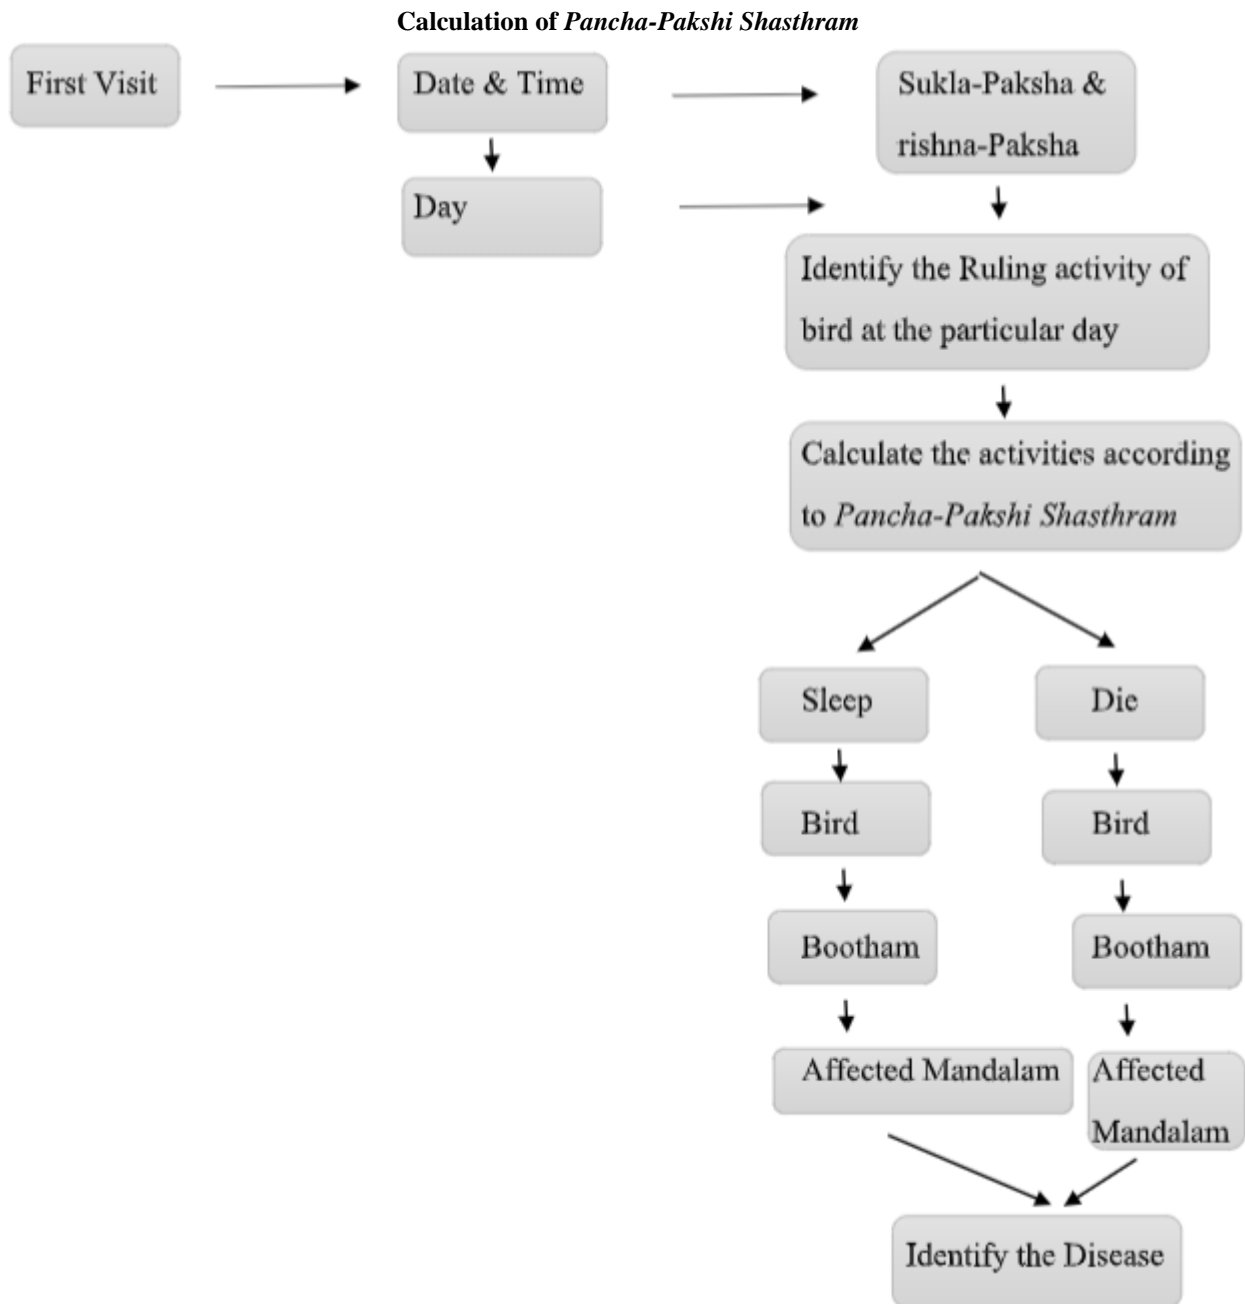 Calculation of Pancha-Pakshi Shasthram
First Visit
Date & Time
Sukla-Paksha &
rishna-Paksha
Day
Identify the Ruling activity of
bird at the particular day
Calculate the activities according
to Pancha-Pakshi Shasthram
Sleep
Die
Bird
Bird
Bootham
Bootham
Affected Mandalam
Affected
Mandalam
Identify the Disease